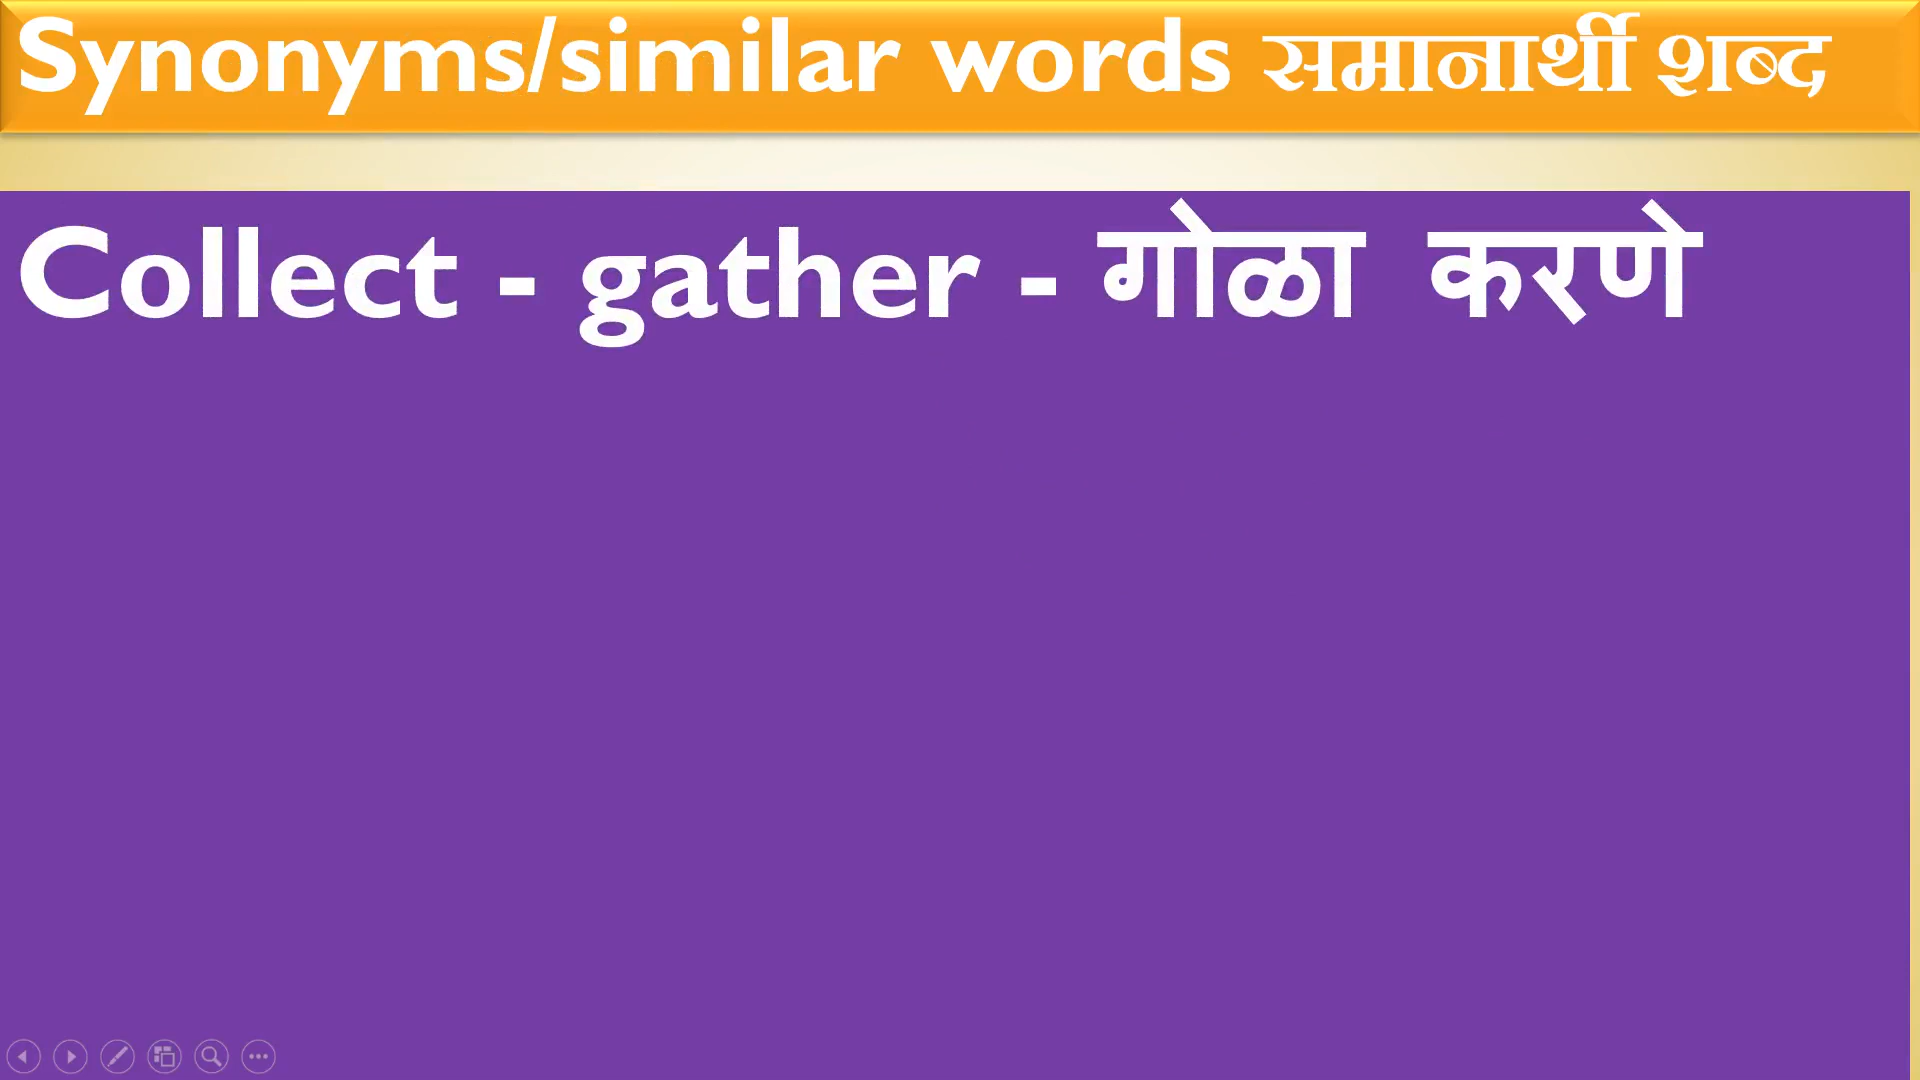 Synonyms/similar words समानार्थी शब्द
Collect - gather - गोळा करणे